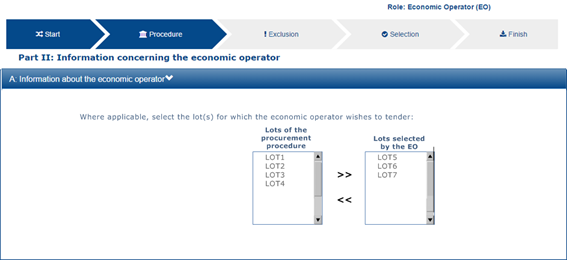 Role: Economic Operator (EO)
Start
Procedure
! Exclusion
Selection
Finish
Part II: Information concerning the economic operator
A: Information about the economic operator
Where applicable, select the lot(s) for which the economic operator wishes to tender:
Lots of the
procurement
procedure
LOT1
LOT2
LOT3
LOT4
>>
<<
Lots selected
by the EO
LOT5
LOT6
LOT7